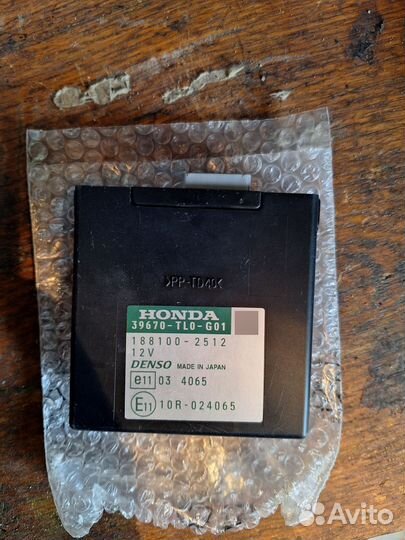 >PP-TD40<
HONDA
39670-TL0-G01
188100-2512
12V
DENSO MADE IN JAPAN
e11 03 4065
E11 10R-024065
Avito